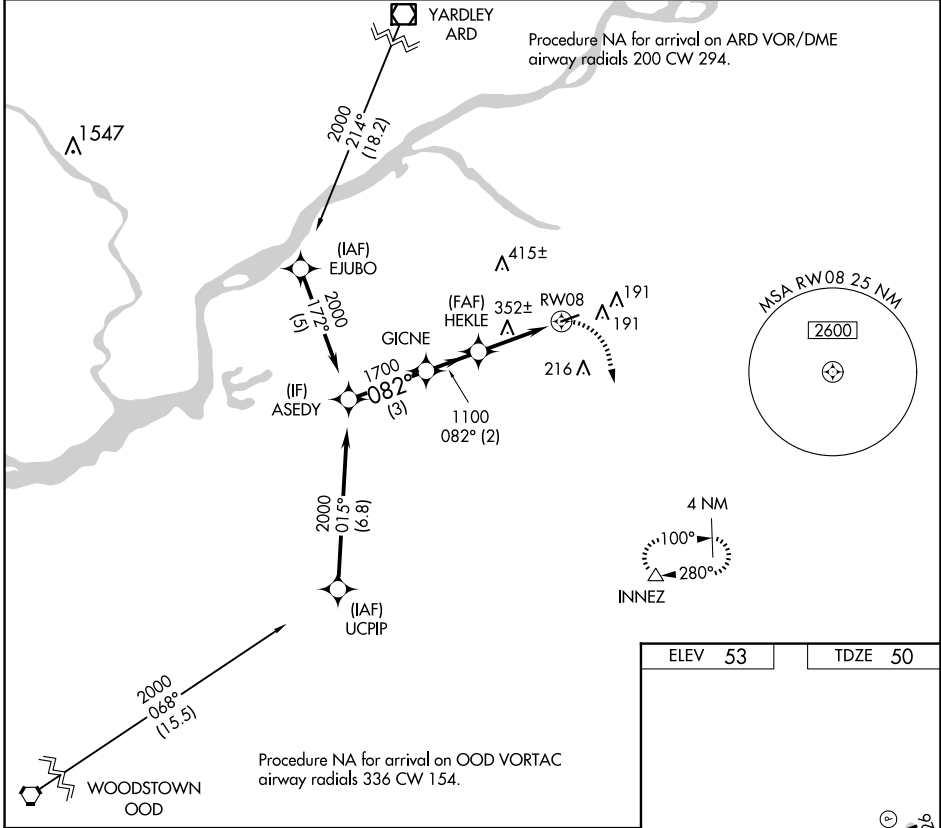 YARDLEY
ARD
Procedure NA for arrival on ARD VOR/DME
airway radials 200 CW 294.
2000
214°
(18.2)
1547
(IAF)
EJUBO
2000
172°
(5)
415±
(FAF)
HEKLE
352±
RW08
191
191
216
GICNE
(IF)
ASEDY
1700
082°
(3)
1100
082° (2)
MSA RW08 25 NM
2600
2000
015°
(6.8)
(IAF)
UCPIP
4 NM
100°
280°
INNEZ
2000
068°
(15.5)
WOODSTOWN
OOD
Procedure NA for arrival on OOD VORTAC
airway radials 336 CW 154.
ELEV 53
TDZE 50
P
26